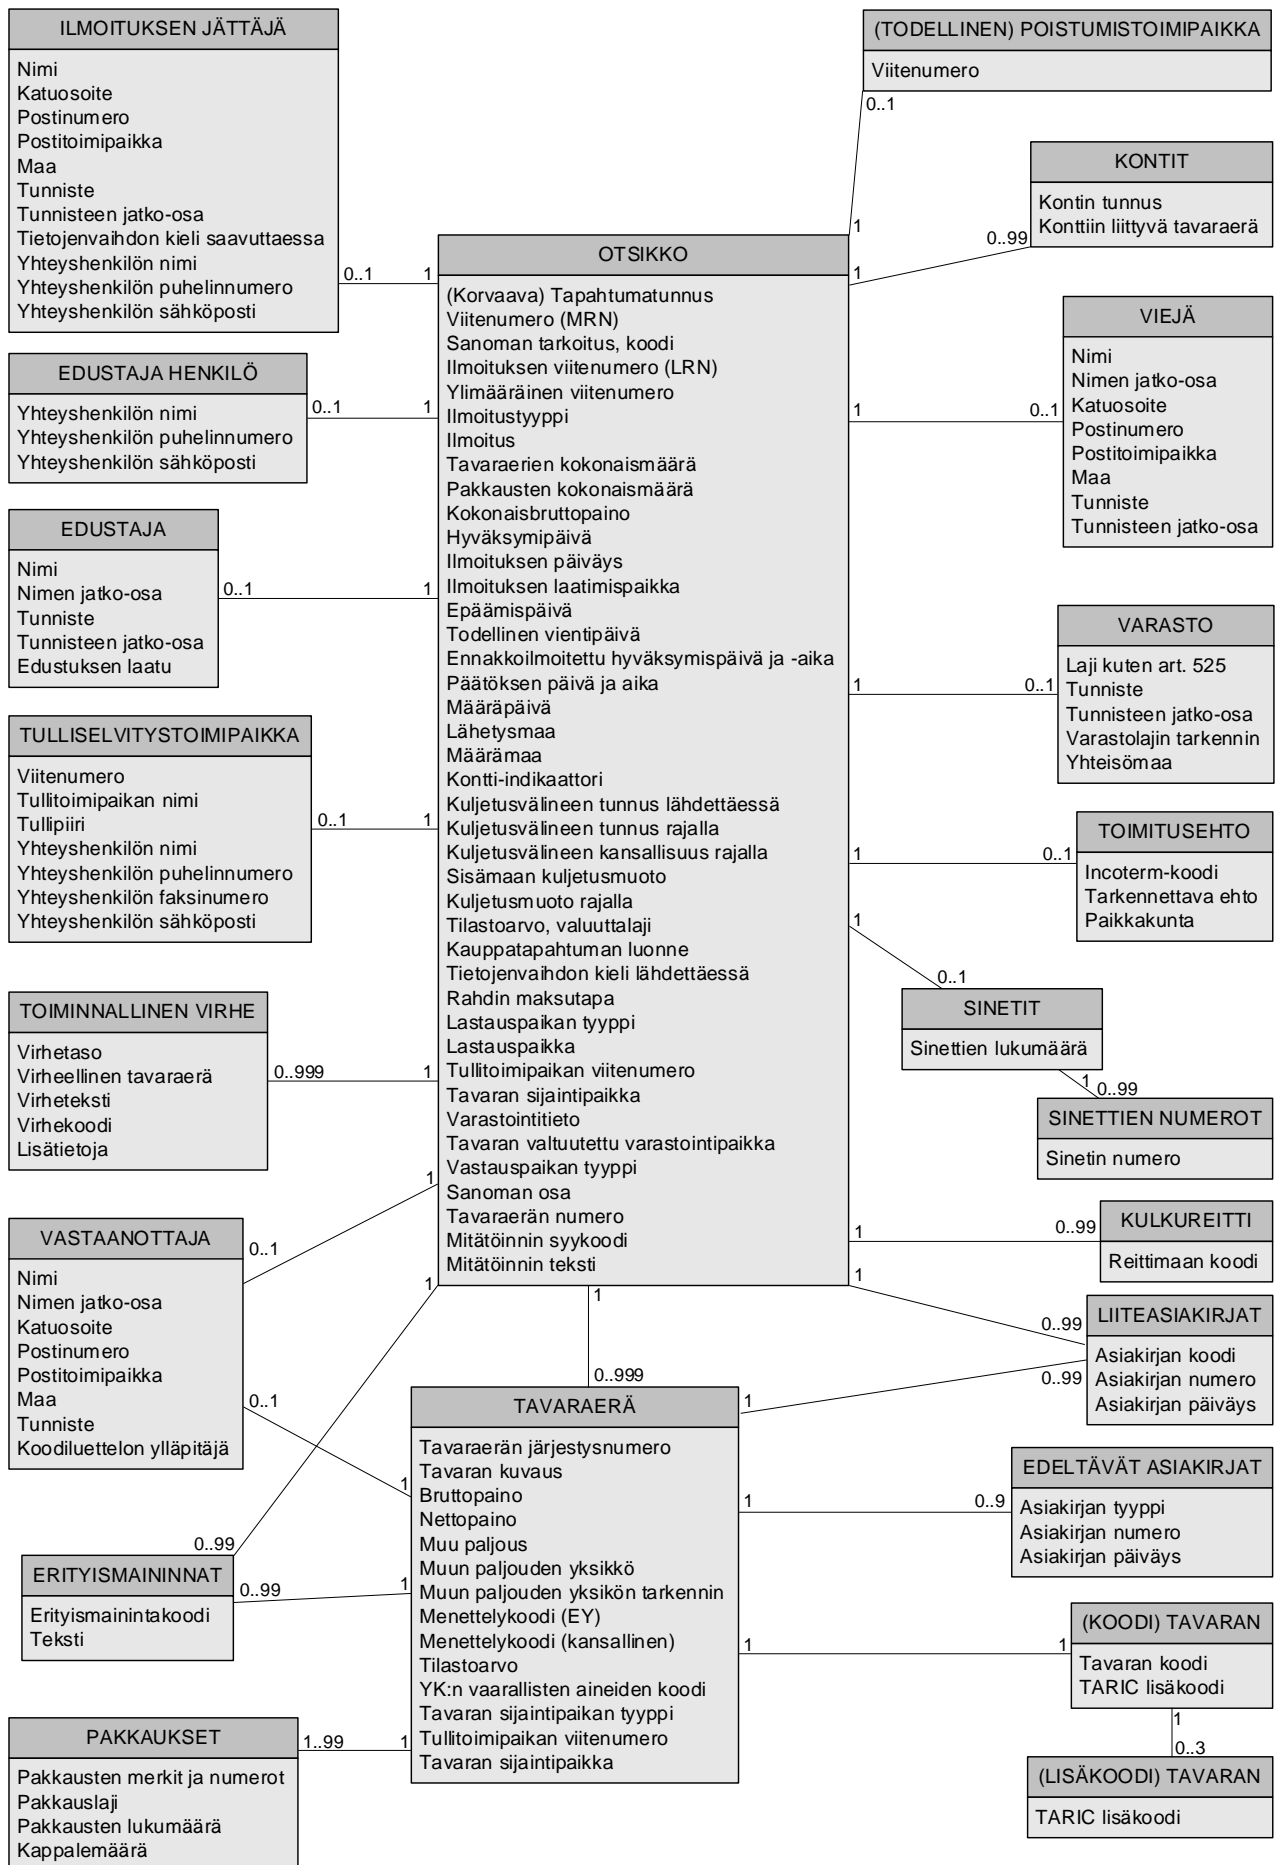 ILMOITUKSEN JÄTTÄJÄ
Nimi
Katuosoite
Postinumero
Postitoimipaikka
Maa
Tunniste
Tunnisteen jatko-osa
Tietojenvaihdon kieli saavuttaessa
Yhteyshenkilön nimi
Yhteyshenkilön puhelinnumero
Yhteyshenkilön sähköposti
0..1
1
EDUSTAJA HENKILÖ
Yhteyshenkilön nimi
Yhteyshenkilön puhelinnumero
Yhteyshenkilön sähköposti
0..1
1
EDUSTAJA
Nimi
Nimen jatko-osa
Tunniste
Tunnisteen jatko-osa
Edustuksen laatu
0..1
1
TULLISELVITYSTOIMIPAIKKA
Viitenumero
Tullitoimipaikan nimi
Tullipiiri
Yhteyshenkilön nimi
Yhteyshenkilön puhelinnumero
Yhteyshenkilön faksinumero
Yhteyshenkilön sähköposti
0..1
1
TOIMINNALLINEN VIRHE
Virhetaso
Virheellinen tavaraerä
Virheteksti
Virhekoodi
Lisätietoja
0..999
1
VASTAANOTTAJA
Nimi
Nimen jatko-osa
Katuosoite
Postinumero
Postitoimipaikka
Maa
Tunniste
Koodiluettelon ylläpitäjä
0..1
1
0..1
1
ERITYISMAININNAT
Erityismainintakoodi
Teksti
0..99
1
0..99
1
PAKKAUKSET
Pakkausten merkit ja numerot
Pakkauslaji
Pakkausten lukumäärä
Kappalemäärä
1..99
1
OTSIKKO
(Korvaava) Tapahtumatunnus
Viitenumero (MRN)
Sanoman tarkoitus, koodi
Ilmoituksen viitenumero (LRN)
Ylimääräinen viitenumero
Ilmoitustyyppi
Ilmoitus
Tavaraerien kokonaismäärä
Pakkausten kokonaismäärä
Kokonaisbruttopaino
Hyväksymipäivä
Ilmoituksen päiväys
Ilmoituksen laatimispaikka
Epäämispäivä
Todellinen vientipäivä
Ennakkoilmoitettu hyväksymispäivä ja -aika
Päätöksen päivä ja aika
Määräpäivä
Lähetysmaa
Määrämaa
Kontti-indikaattori
Kuljetusvälineen tunnus lähdettäessä
Kuljetusvälineen tunnus rajalla
Kuljetusvälineen kansallisuus rajalla
Sisämaan kuljetusmuoto
Kuljetusmuoto rajalla
Tilastoarvo, valuuttalaji
Kauppatapahtuman luonne
Tietojenvaihdon kieli lähdettäessä
Rahdin maksutapa
Lastauspaikan tyyppi
Lastauspaikka
Tullitoimipaikan viitenumero
Tavaran sijaintipaikka
Varastointitieto
Tavaran valtuutettu varastointipaikka
Vastauspaikan tyyppi
Sanoman osa
Tavaraerän numero
Mitätöinnin syykoodi
Mitätöinnin teksti
1
0..999
TAVARAERÄ
Tavaraerän järjestysnumero
Tavaran kuvaus
Bruttopaino
Nettopaino
Muu paljous
Muun paljouden yksikkö
Muun paljouden yksikön tarkennin
Menettelykoodi (EY)
Menettelykoodi (kansallinen)
Tilastoarvo
YK:n vaarallisten aineiden koodi
Tavaran sijaintipaikan tyyppi
Tullitoimipaikan viitenumero
Tavaran sijaintipaikka
(TODELLINEN) POISTUMISTOIMIPAIKKA
Viitenumero
0..1
1
KONTIT
Kontin tunnus
Konttiin liittyvä tavaraerä
0..99
1
VIEJÄ
Nimi
Nimen jatko-osa
Katuosoite
Postinumero
Postitoimipaikka
Maa
Tunniste
Tunnisteen jatko-osa
1
0..1
VARASTO
Laji kuten art. 525
Tunniste
Tunnisteen jatko-osa
Varastolajin tarkennin
Yhteisömaa
1
0..1
TOIMITUSEHTO
Incoterm-koodi
Tarkennettava ehto
Paikkakunta
1
0..1
1
0..1
SINETIT
Sinettien lukumäärä
1
0..99
SINETTIEN NUMEROT
Sinetin numero
1
0..99
KULKUREITTI
Reittimaan koodi
1
0..99
LIITEASIAKIRJAT
Asiakirjan koodi
Asiakirjan numero
Asiakirjan päiväys
0..99
1
EDELTÄVÄT ASIAKIRJAT
Asiakirjan tyyppi
Asiakirjan numero
Asiakirjan päiväys
1
0..9
(KOODI) TAVARAN
Tavaran koodi
TARIC lisäkoodi
1
1
1
0..3
(LISÄKOODI) TAVARAN
TARIC lisäkoodi